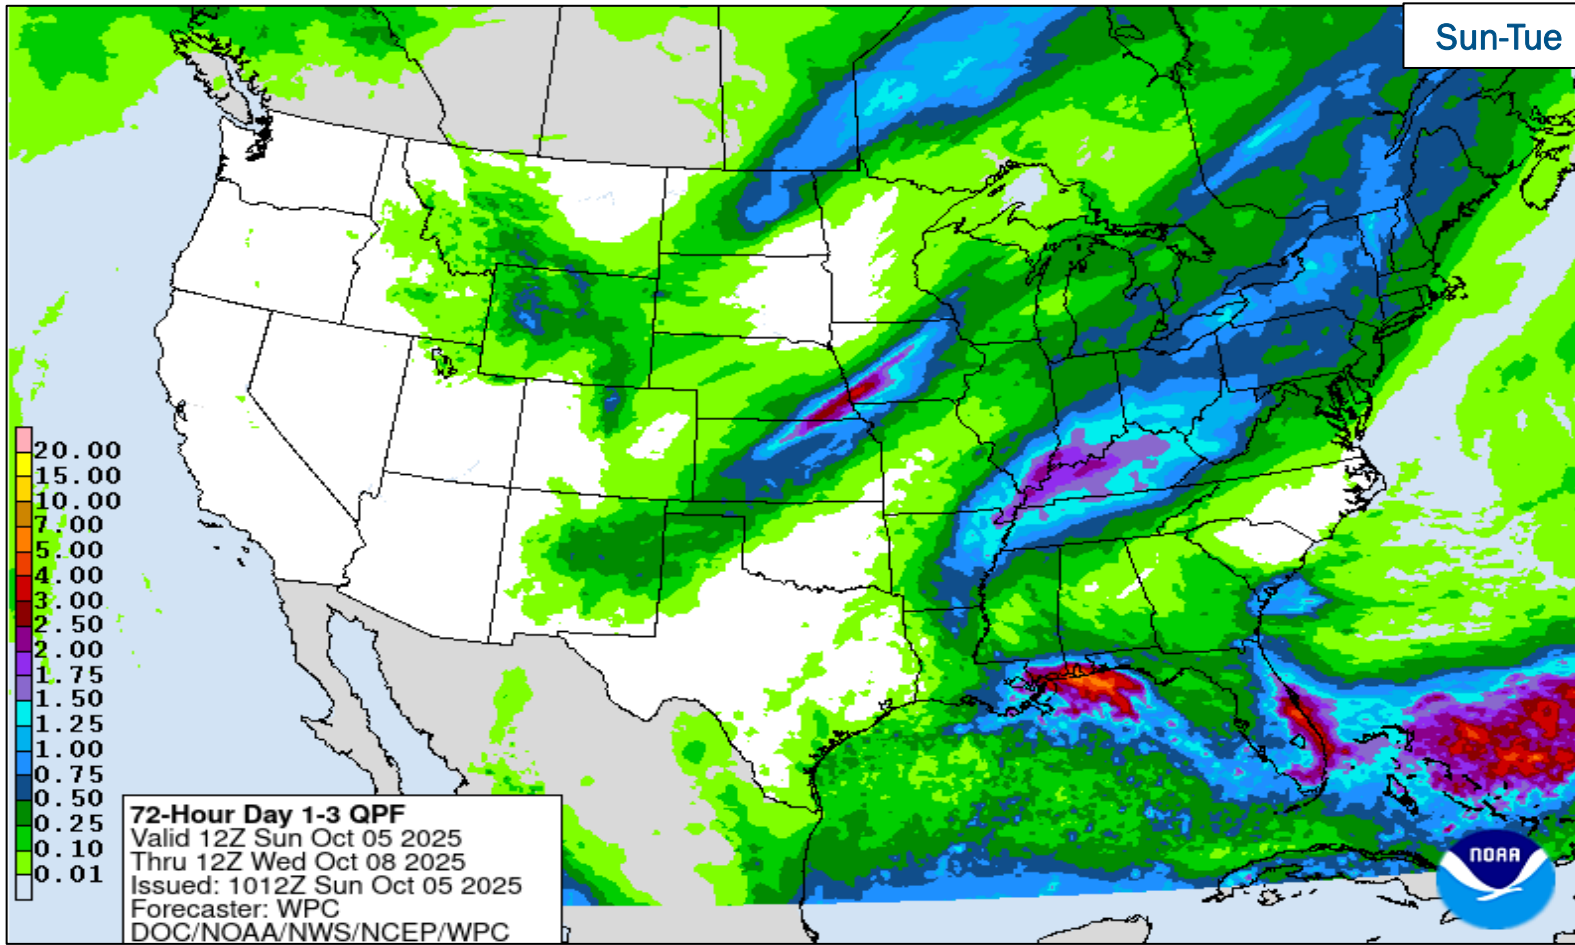 Sun-Tue
20.00
15.00
10.00
7.00
5.00
4.00
3.00
2.50
2.00
1.75
1.50
1.25
1.00
0.75
0.50
0.25
0.10
0.01
72-Hour Day 1-3 QPF
Valid 12Z Sun Oct 05 2025
Thru 12Z Wed Oct 08 2025
Issued: 1012Z Sun Oct 05 2025
Forecaster: WPC
DOC/NOAA/NWS/NCEP/WPC
NOAA